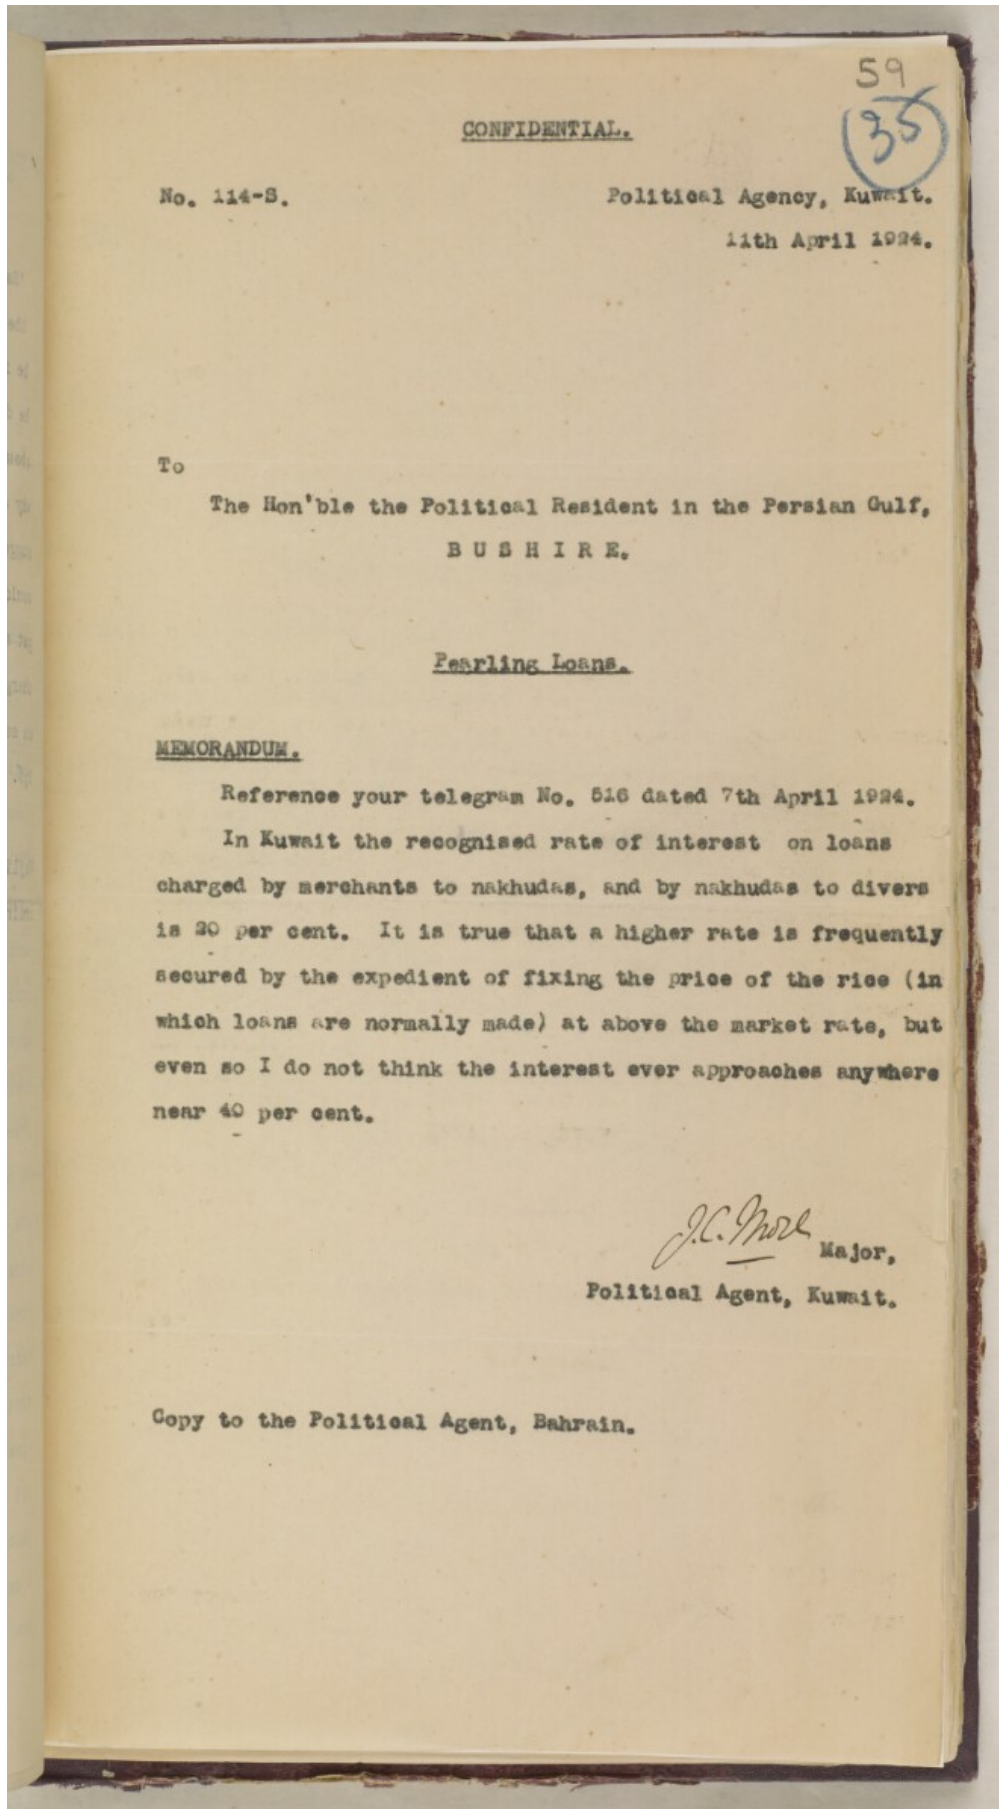 59
35
CONFIDENTIAL.
No. 114-S.
Political Agency, Kuwait.
11th April 1924.
To
The Hon'ble the Political Resident in the Persian Gulf,
BUSHIRE.
Pearling Loans.
MEMORANDUM.
Reference your telegram No. 516 dated 7th April 1924.
In Kuwait the recognised rate of interest on loans
charged by merchants to nakhudas, and by nakhudas to divers
is 20 per cent. It is true that a higher rate is frequently
secured by the expedient of fixing the price of the rice (in
which loans are normally made) at above the market rate, but
even so I do not think the interest ever approaches anywhere
near 40 per cent.
J.C. More
Major,
Political Agent, Kuwait.
Copy to the Political Agent, Bahrain.